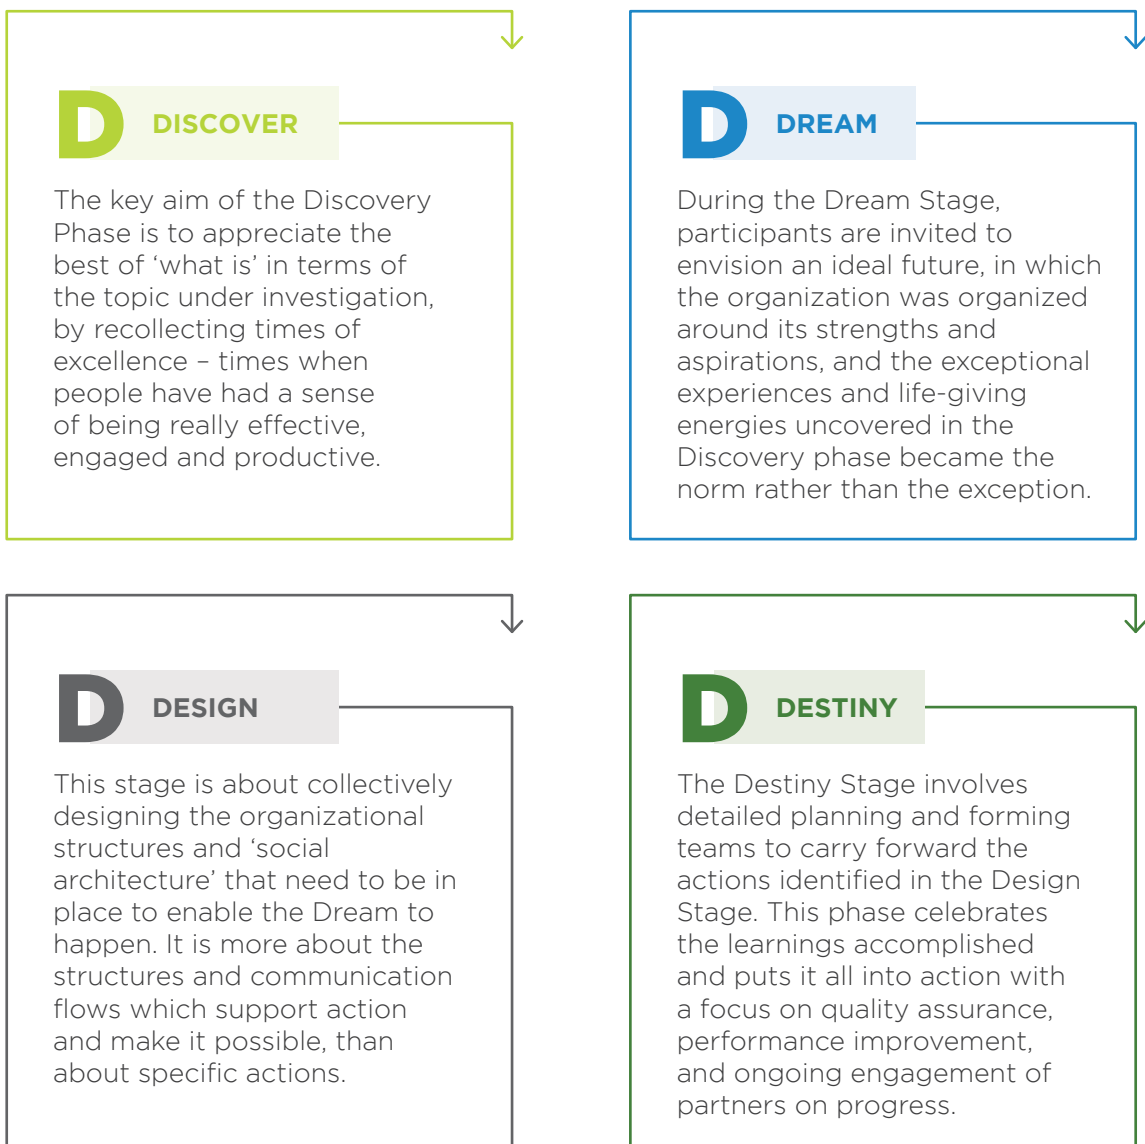 D DISCOVER
The key aim of the Discovery
Phase is to appreciate the
best of ‘what is’ in terms of
the topic under investigation,
by recollecting times of
excellence – times when
people have had a sense
of being really effective,
engaged and productive.
D DREAM
During the Dream Stage,
participants are invited to
envision an ideal future, in which
the organization was organized
around its strengths and
aspirations, and the exceptional
experiences and life-giving
energies uncovered in the
Discovery phase became the
norm rather than the exception.
D DESIGN
This stage is about collectively
designing the organizational
structures and ‘social
architecture’ that need to be in
place to enable the Dream to
happen. It is more about the
structures and communication
flows which support action
and make it possible, than
about specific actions.
D DESTINY
The Destiny Stage involves
detailed planning and forming
teams to carry forward the
actions identified in the Design
Stage. This phase celebrates
the learnings accomplished
and puts it all into action with
a focus on quality assurance,
performance improvement,
and ongoing engagement of
partners on progress.